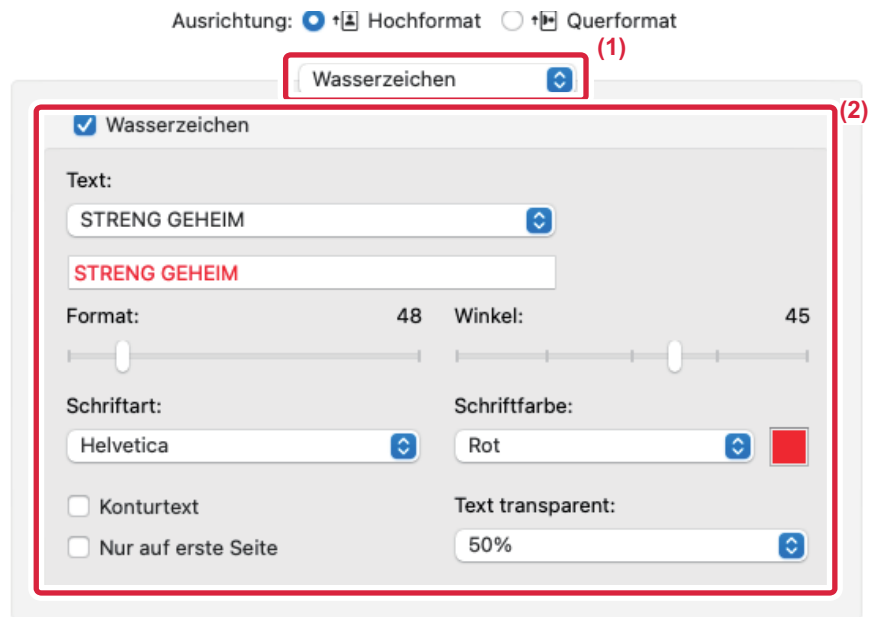 Ausrichtung: Hochformat Querformat
(1)
Wasserzeichen
(2)
Wasserzeichen
Text:
STRENG GEHEIM
STRENG GEHEIM
Format: 48 Winkel: 45
Schriftart: Schriftfarbe:
Helvetica Rot
Konturtext Text transparent:
Nur auf erste Seite 50%